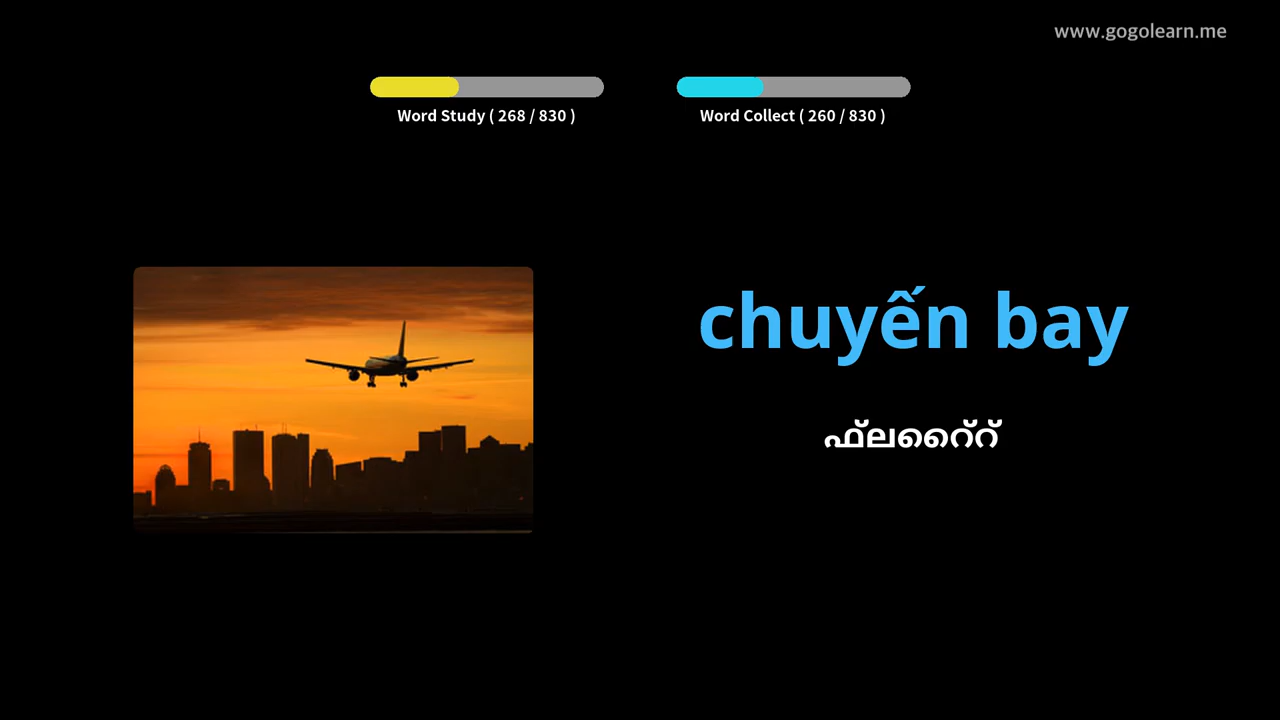 www.gogolearn.me
Word Study ( 268 / 830 )
Word Collect ( 260 / 830 )
chuyến bay
ഫ്ലൈറ്റ്